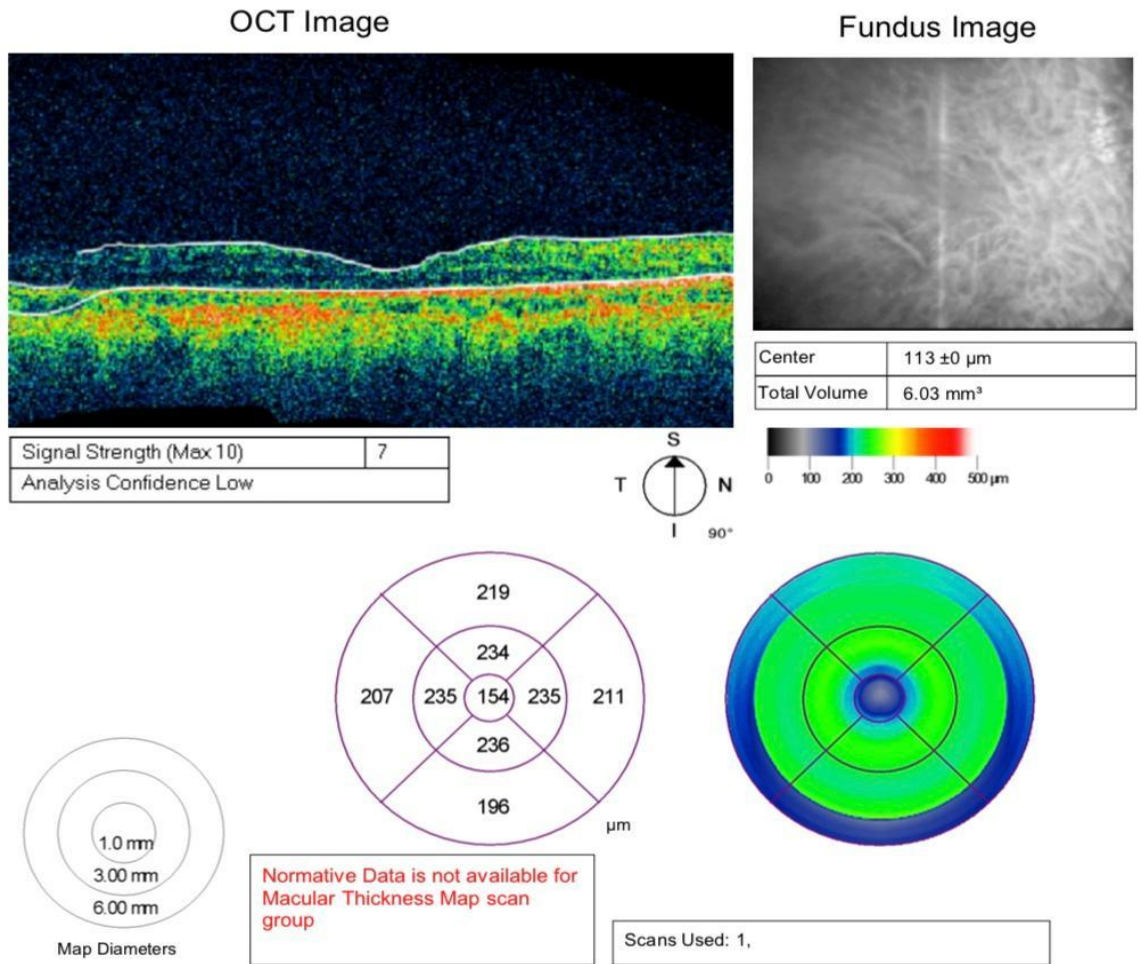 OCT Image
Fundus Image
Center 113 ±0 µm
Total Volume 6.03 mm³
Signal Strength (Max 10) 7
Analysis Confidence Low
S
T N
I 90°
0 100 200 300 400 500 µm
219
234
207 235 154 235 211
236
196
µm
1.0 mm
3.00 mm
6.00 mm
Map Diameters
Normative Data is not available for
Macular Thickness Map scan
group
Scans Used: 1,